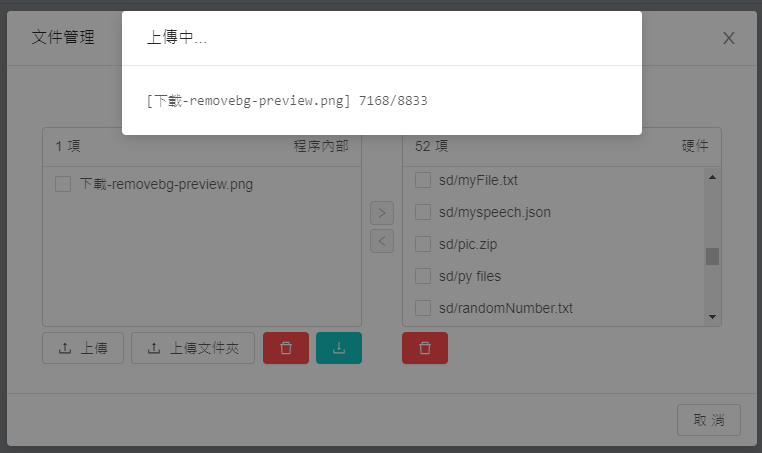 文件管理
上傳中...
[下載-removebg-preview.png] 7168/8833
1 項 程序內部
下載-removebg-preview.png
52 項 硬件
sd/myFile.txt
sd/myspeech.json
sd/pic.zip
sd/py files
sd/randomNumber.txt
上傳
上傳文件夾
取 消